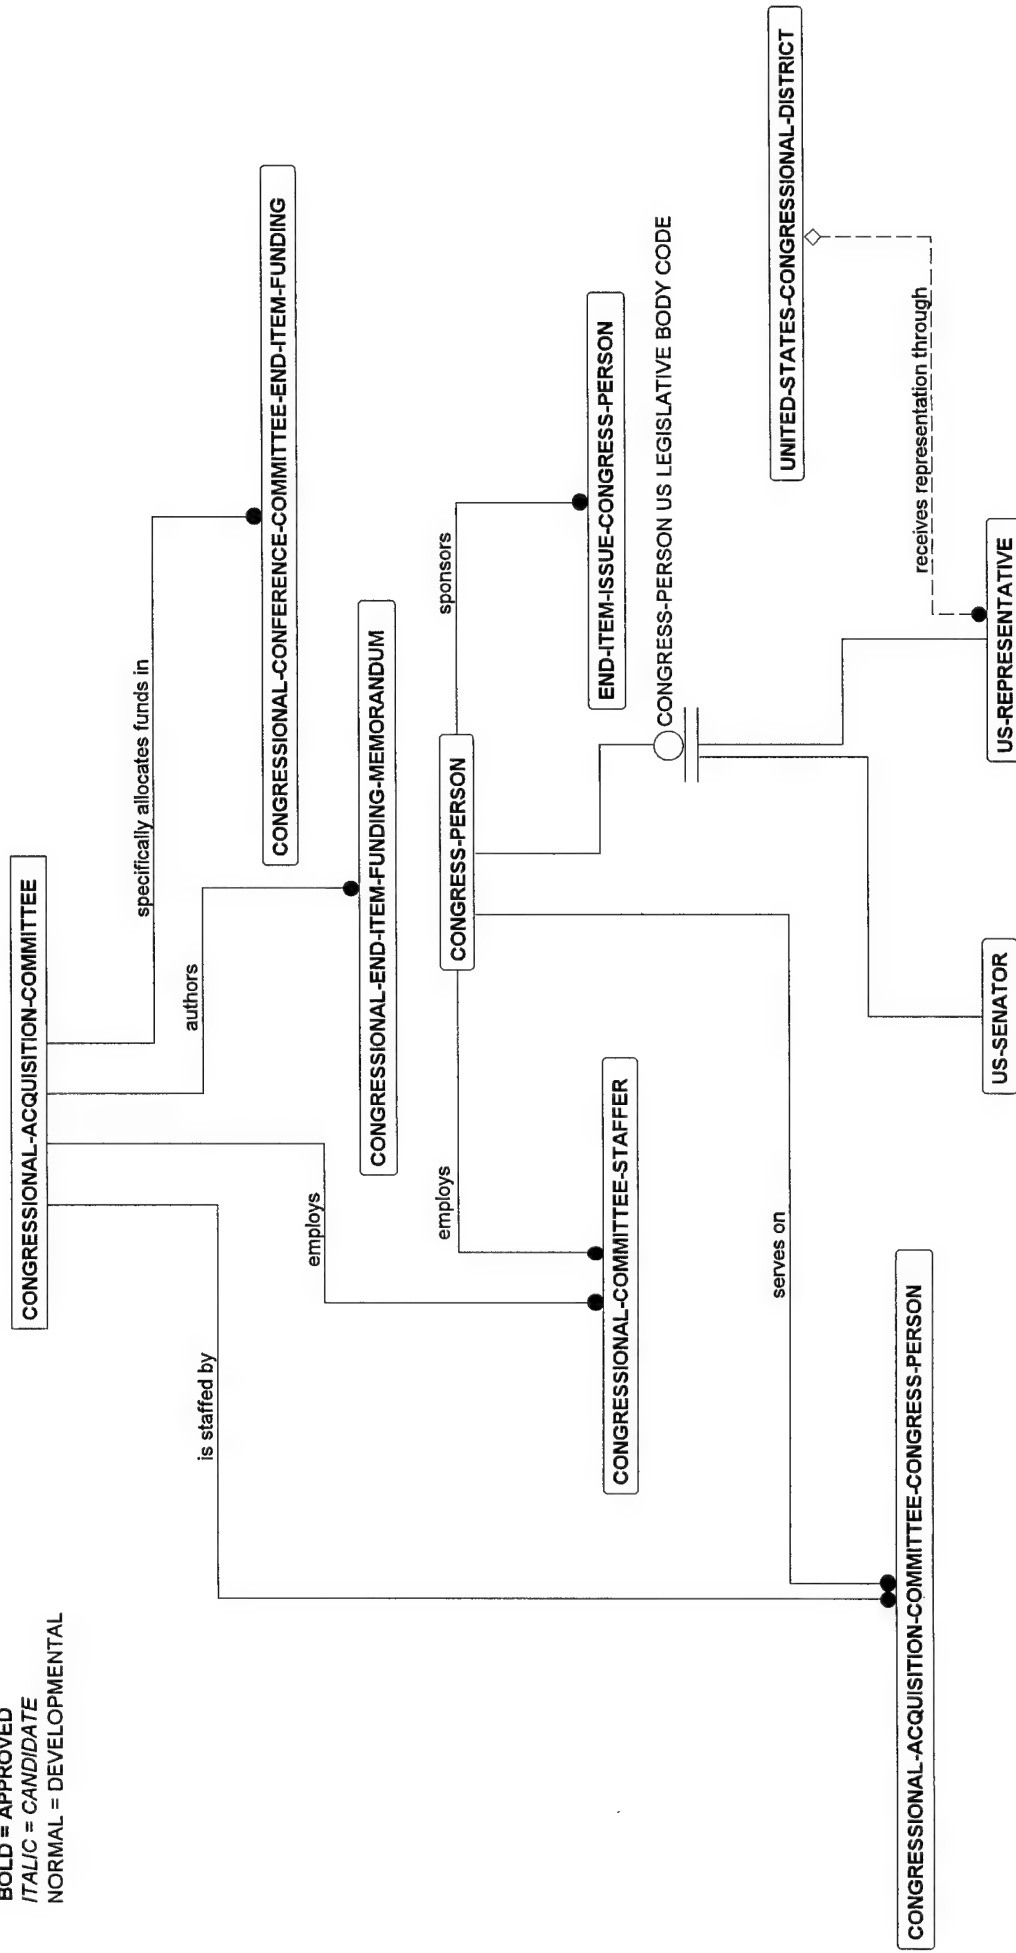 BOLD = APPROVED
ITALIC = CANDIDATE
NORMAL = DEVELOPMENTAL
CONGRESSIONAL-ACQUISITION-COMMITTEE
specifically allocates funds in
authors
is staffed by
employs
CONGRESSIONAL-CONFERENCE-COMMITTEE-END-ITEM-FUNDING
CONGRESSIONAL-END-ITEM-FUNDING-MEMORANDUM
employs
CONGRESS-PERSON
sponsors
CONGRESSIONAL-COMMITTEE-STAFFER
END-ITEM-ISSUE-CONGRESS-PERSON
CONGRESS-PERSON US LEGISLATIVE BODY CODE
serves on
UNITED-STATES-CONGRESSIONAL-DISTRICT
CONGRESSIONAL-ACQUISITION-COMMITTEE-CONGRESS-PERSON
receives representation through
US-SENATOR
US-REPRESENTATIVE